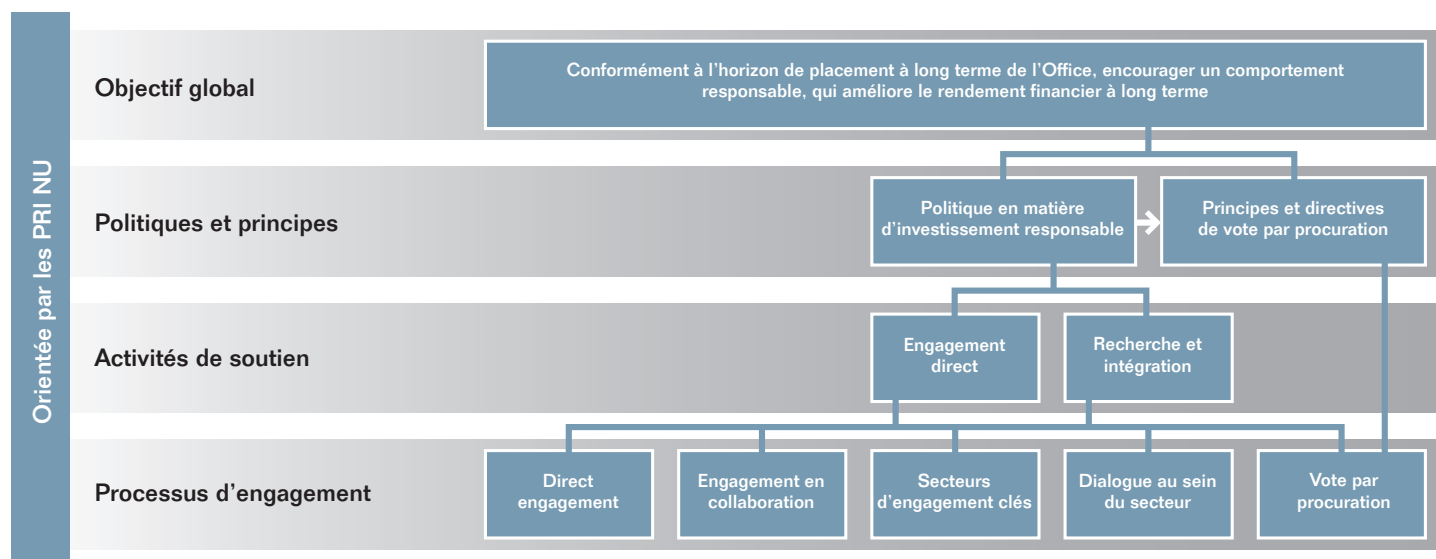 Orientée par les PRI NU
Objectif global
Conformément à l’horizon de placement à long terme de l’Office, encourager un comportement
responsable, qui améliore le rendement financier à long terme
Politiques et principes
Politique en matière
d’investissement responsable
Principes et directives
de vote par procuration
Activités de soutien
Engagement
direct
Recherche et
intégration
Processus d’engagement
Direct
engagement
Engagement en
collaboration
Secteurs
d’engagement clés
Dialogue au sein
du secteur
Vote par
procuration